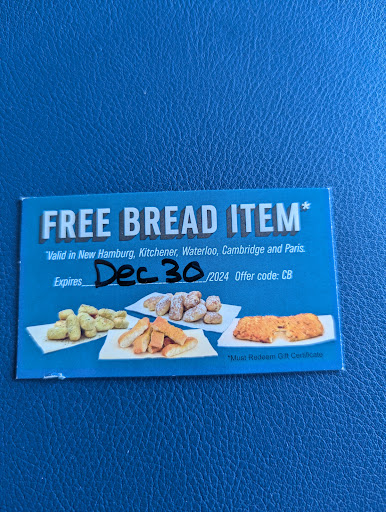 FREE BREAD ITEM*
*Valid in New Hamburg, Kitchener, Waterloo, Cambridge and Paris.
Expires Dec 30/2024 Offer code: CB
*Must Redeem Gift Certificate